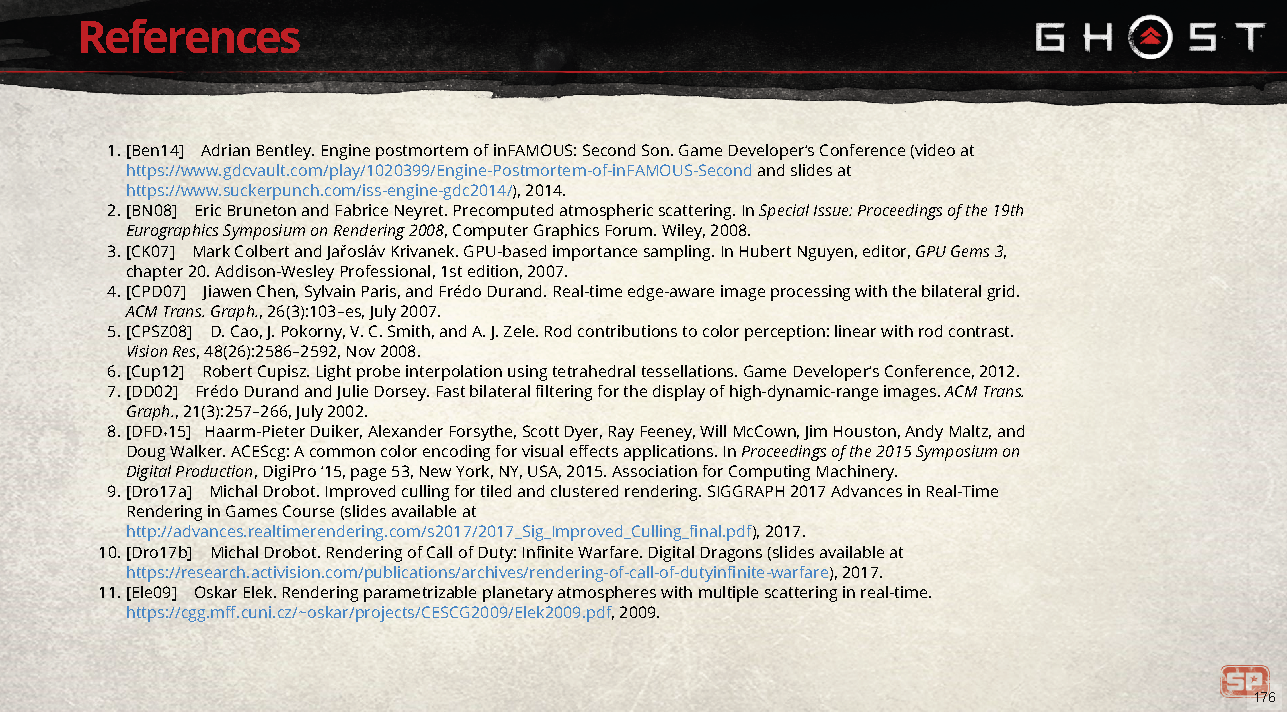 References
GHOST
1. [Ben14] Adrian Bentley. Engine postmortem of inFAMOUS: Second Son. Game Developer's Conference (video at
https://www.gdcvault.com/play/1020399/Engine-Postmortem-of-inFAMOUS-Second and slides at
https://www.suckerpunch.com/iss-engine-gdc2014/), 2014.
2. [BN08] Eric Bruneton and Fabrice Neyret. Precomputed atmospheric scattering. In Special Issue: Proceedings of the 19th
Eurographics Symposium on Rendering 2008, Computer Graphics Forum. Wiley, 2008.
3. [CK07] Mark Colbert and Jařosláv Krivanek. GPU-based importance sampling. In Hubert Nguyen, editor, GPU Gems 3,
chapter 20. Addison-Wesley Professional, 1st edition, 2007.
4. [CPD07] Jiawen Chen, Sylvain Paris, and Frédo Durand. Real-time edge-aware image processing with the bilateral grid.
ACM Trans. Graph., 26(3):103–es, July 2007.
5. [CPSZ08] D. Cao, J. Pokorny, V. C. Smith, and A. J. Zele. Rod contributions to color perception: linear with rod contrast.
Vision Res, 48(26):2586–2592, Nov 2008.
6. [Cup12] Robert Cupisz. Light probe interpolation using tetrahedral tessellations. Game Developer's Conference, 2012.
7. [DD02] Frédo Durand and Julie Dorsey. Fast bilateral filtering for the display of high-dynamic-range images. ACM Trans.
Graph., 21(3):257–266, July 2002.
8. [DFD+15] Haarm-Pieter Duiker, Alexander Forsythe, Scott Dyer, Ray Feeney, Will McCown, Jim Houston, Andy Maltz, and
Doug Walker. ACEScg: A common color encoding for visual effects applications. In Proceedings of the 2015 Symposium on
Digital Production, DigiPro '15, page 53, New York, NY, USA, 2015. Association for Computing Machinery.
9. [Dro17a] Michal Drobot. Improved culling for tiled and clustered rendering. SIGGRAPH 2017 Advances in Real-Time
Rendering in Games Course (slides available at
http://advances.realtimerendering.com/s2017/2017_Sig_Improved_Culling_final.pdf), 2017.
10. [Dro17b] Michal Drobot. Rendering of Call of Duty: Infinite Warfare. Digital Dragons (slides available at
https://research.activision.com/publications/archives/rendering-of-call-of-dutyinfinite-warfare), 2017.
11. [Ele09] Oskar Elek. Rendering parametrizable planetary atmospheres with multiple scattering in real-time.
https://cgg.mff.cuni.cz/~oskar/projects/CESCG2009/Elek2009.pdf, 2009.
SP
176